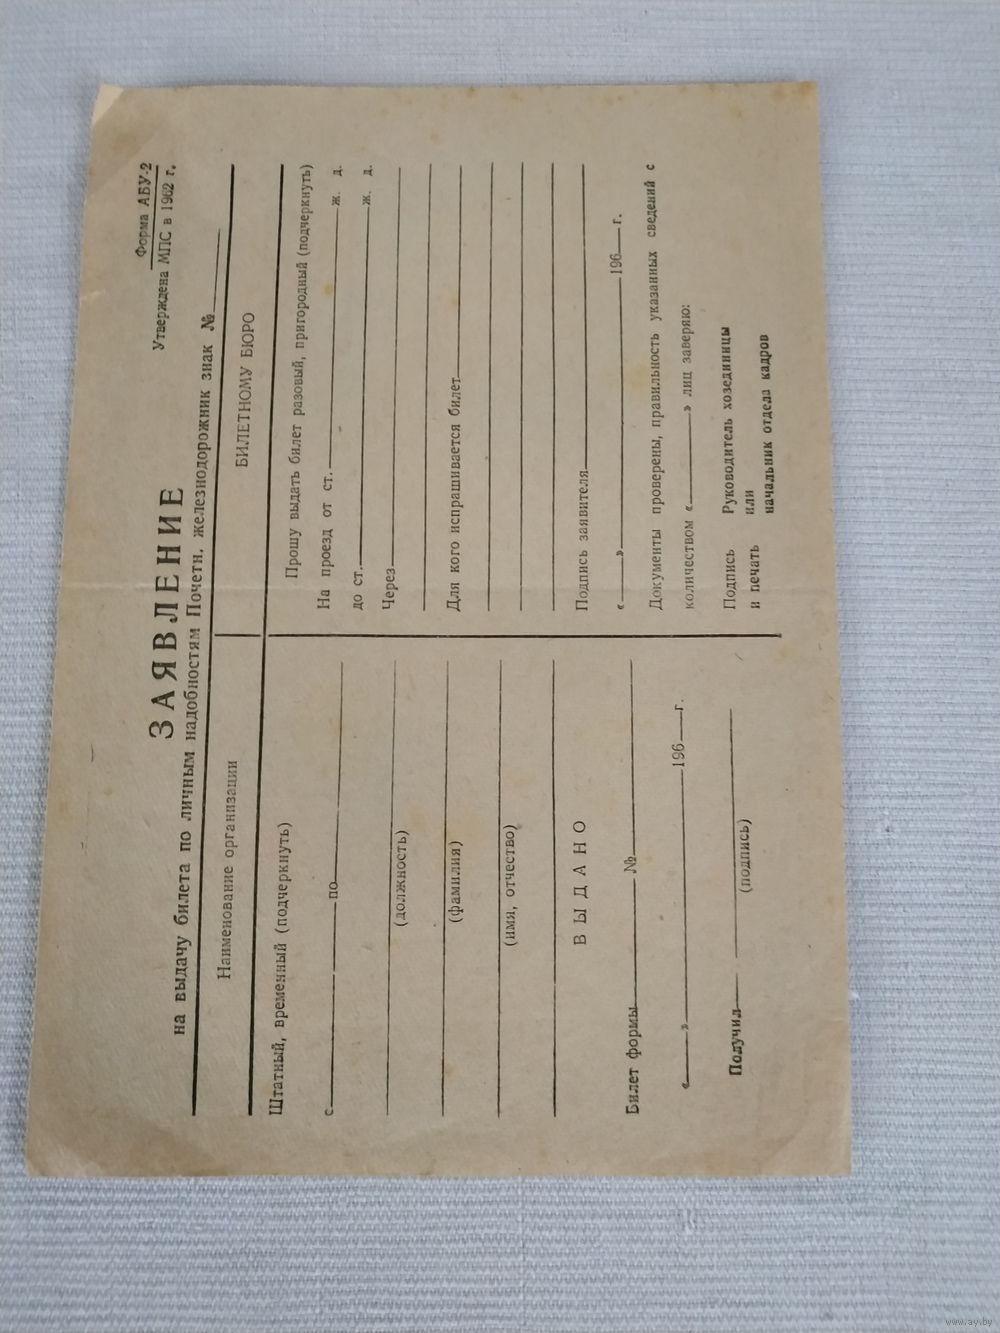 Форма АБУ-2
Утверждена МПС в 1962 г.
ЗАЯВЛЕНИЕ
на выдачу билета по личным надобностям Почетн. железнодорожник знак №
Наименование организации
БИЛЕТНОМУ БЮРО
Штатный, временный (подчеркнуть)
с по
(должность)
(фамилия)
(имя, отчество)
ВЫДАНО
Билет формы №
« » 196 г.
Получил
(подпись)
Прошу выдать билет разовый, пригородный (подчеркнуть)
На проезд от ст. ж. д.
до ст. ж. д.
Через
Для кого испрашивается билет
Подпись заявителя
« » 196 г.
Документы проверены, правильность указанных сведений с
количеством « » лиц заверяю:
Подпись Руководитель хозединицы
и печать или
начальник отдела кадров
www.ay.by